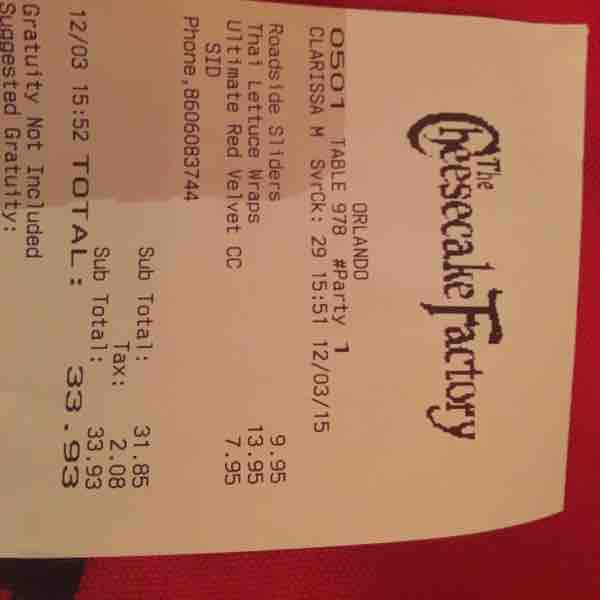 The
Cheesecake Factory
ORLANDO
0501 TABLE 978 #Party 1
CLARISSA M SvrCk: 29 15:51 12/03/15
Roadside Sliders 9.95
Thai Lettuce Wraps 13.95
Ultimate Red Velvet CC 7.95
SID
Phone,8606083744
Sub Total: 31.85
Tax: 2.08
Sub Total: 33.93
12/03 15:52 TOTAL: 33.93
Gratuity Not Included
Suggested Gratuity: